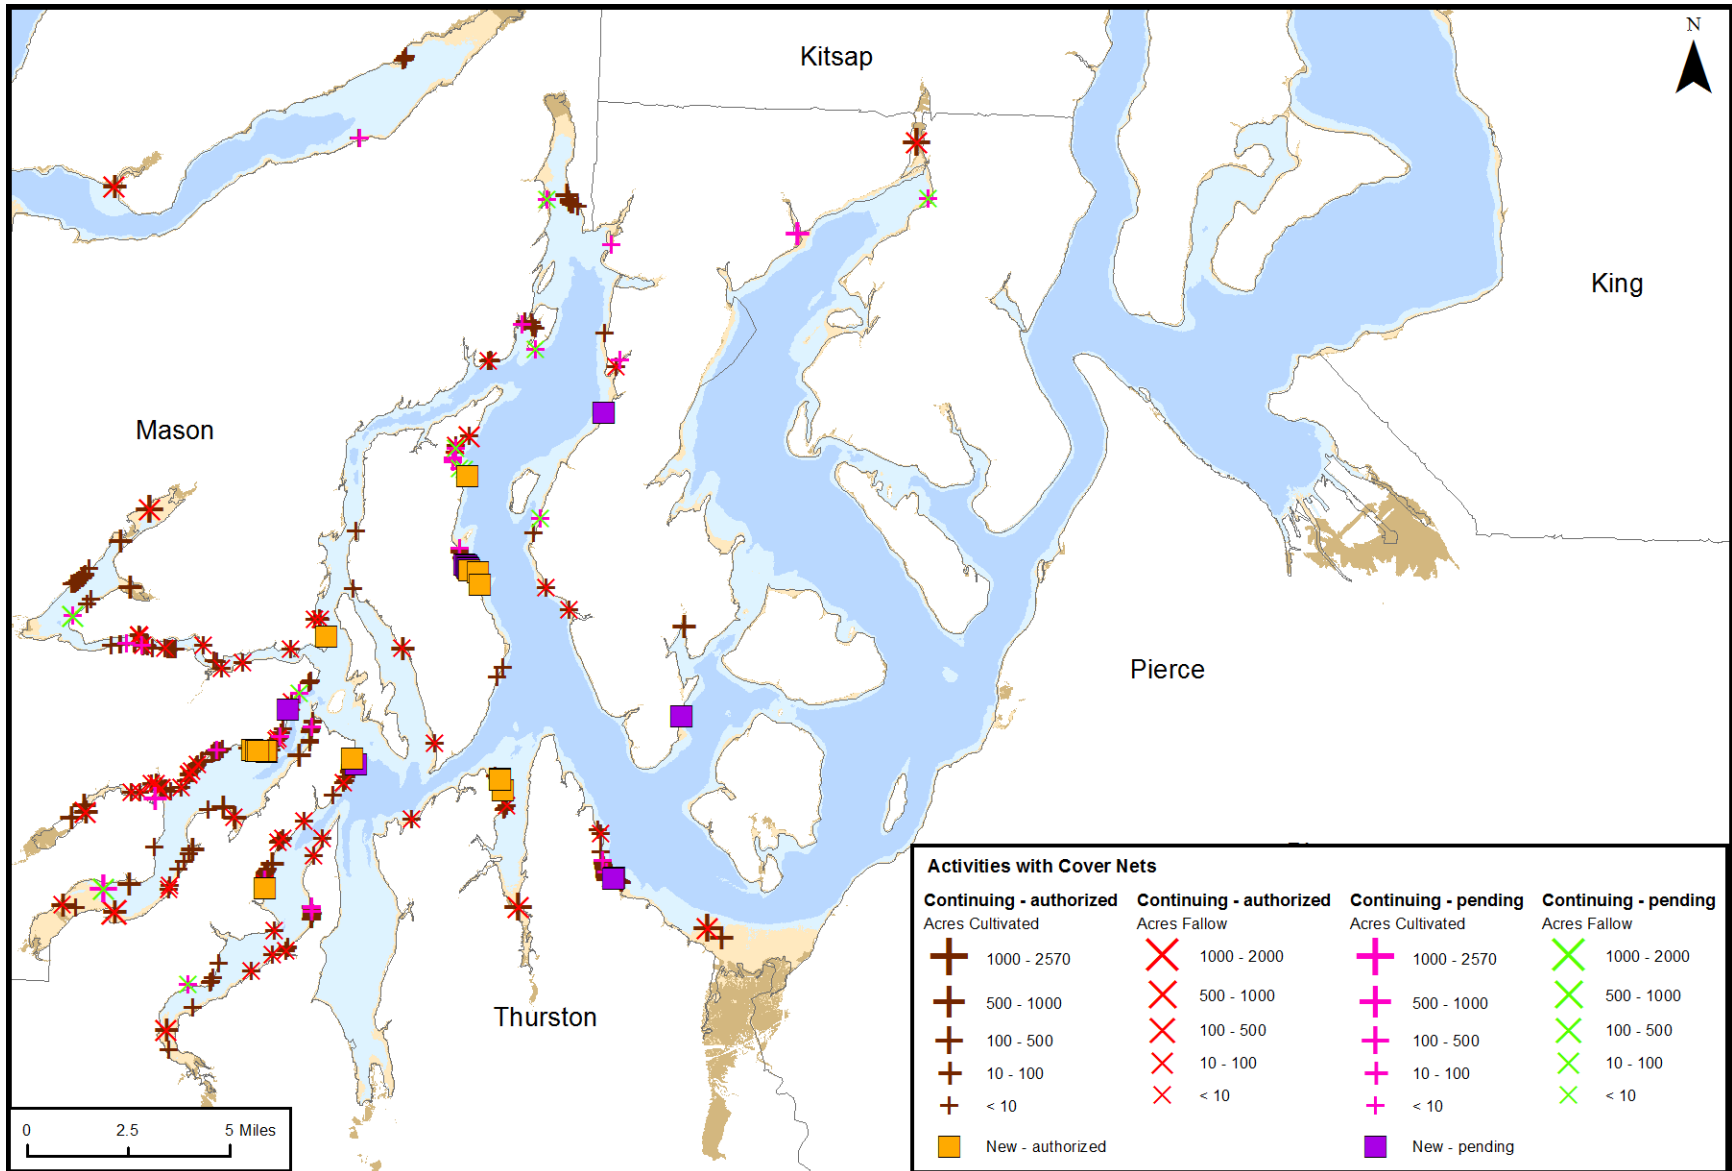 N
Kitsap
King
Mason
Pierce
Thurston
0 2.5 5 Miles
Activities with Cover Nets
Continuing - authorized Continuing - authorized Continuing - pending Continuing - pending
Acres Cultivated Acres Fallow Acres Cultivated Acres Fallow
1000 - 2570 1000 - 2000 1000 - 2570 1000 - 2000
500 - 1000 500 - 1000 500 - 1000 500 - 1000
100 - 500 100 - 500 100 - 500 100 - 500
10 - 100 10 - 100 10 - 100 10 - 100
< 10 < 10 < 10 < 10
New - authorized New - pending